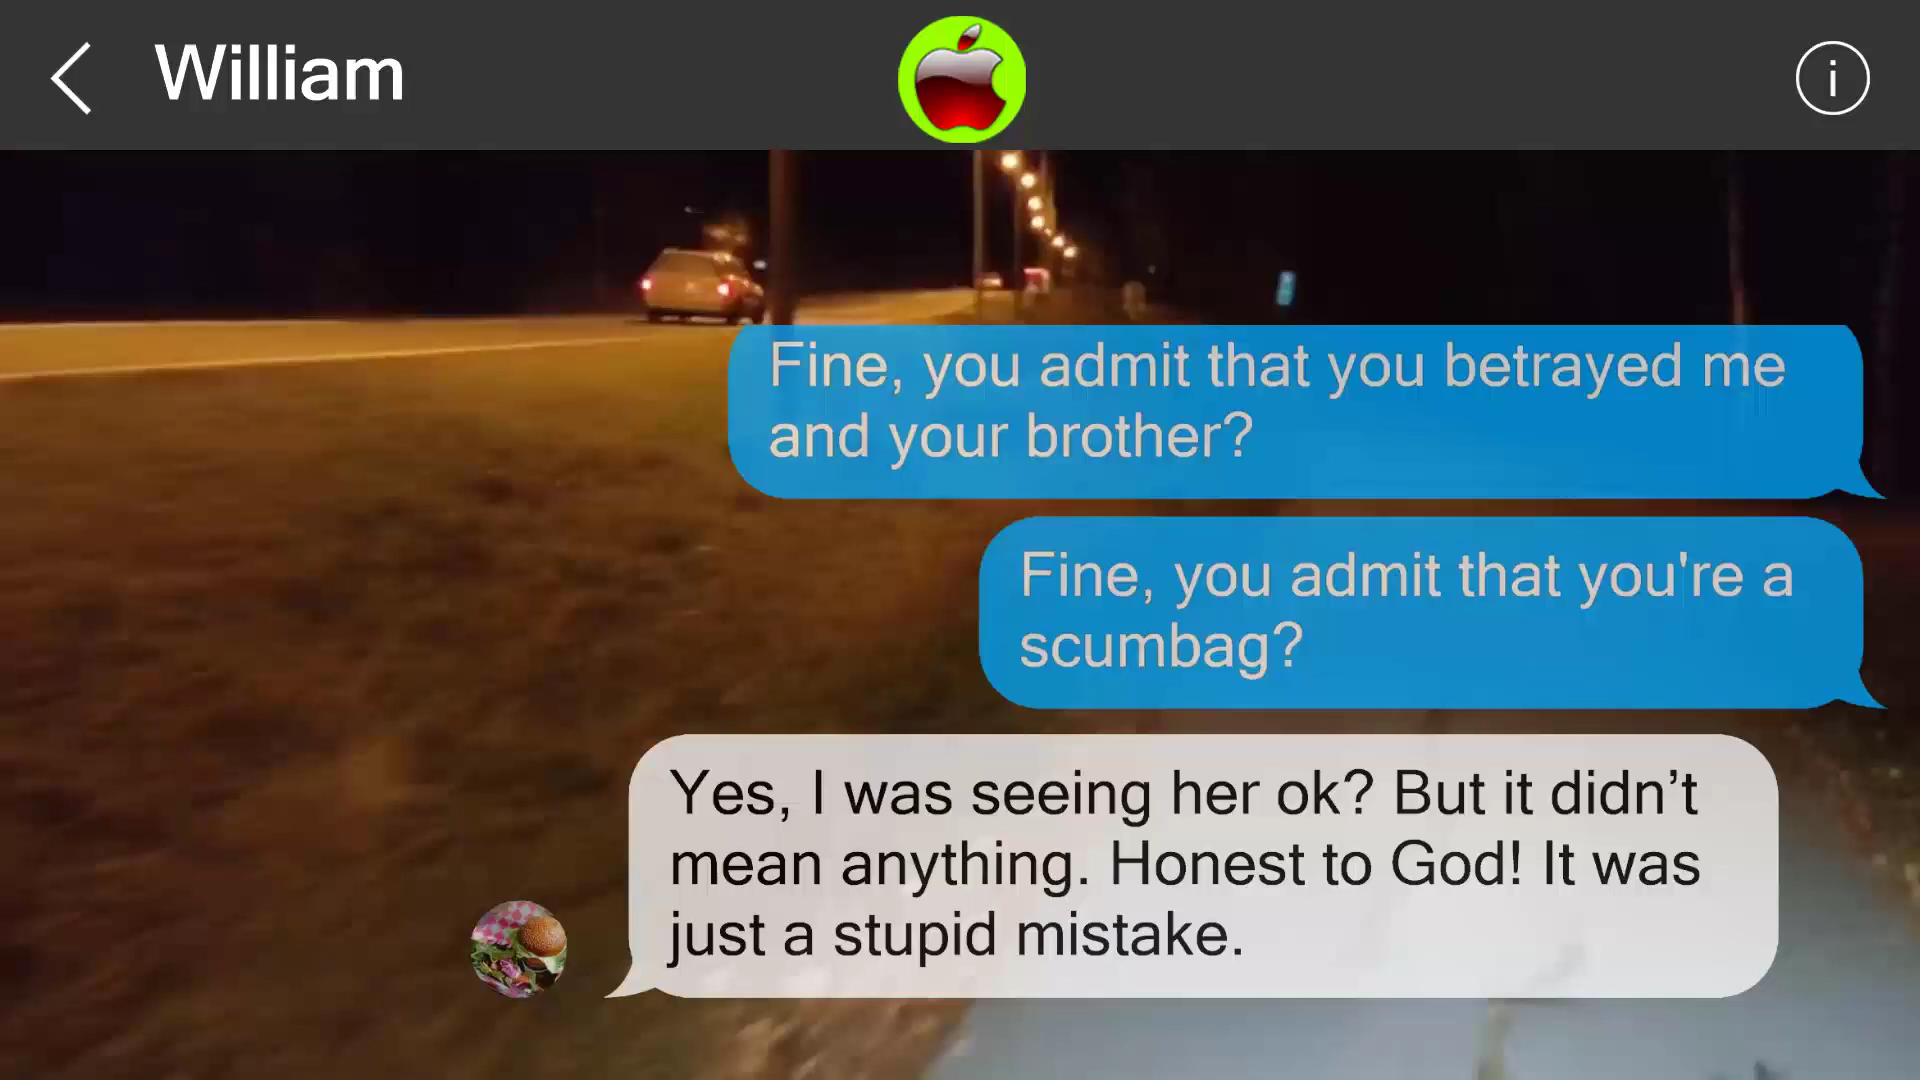 William
Fine, you admit that you betrayed me
and your brother?
Fine, you admit that you're a
scumbag?
Yes, I was seeing her ok? But it didn’t
mean anything. Honest to God! It was
just a stupid mistake.